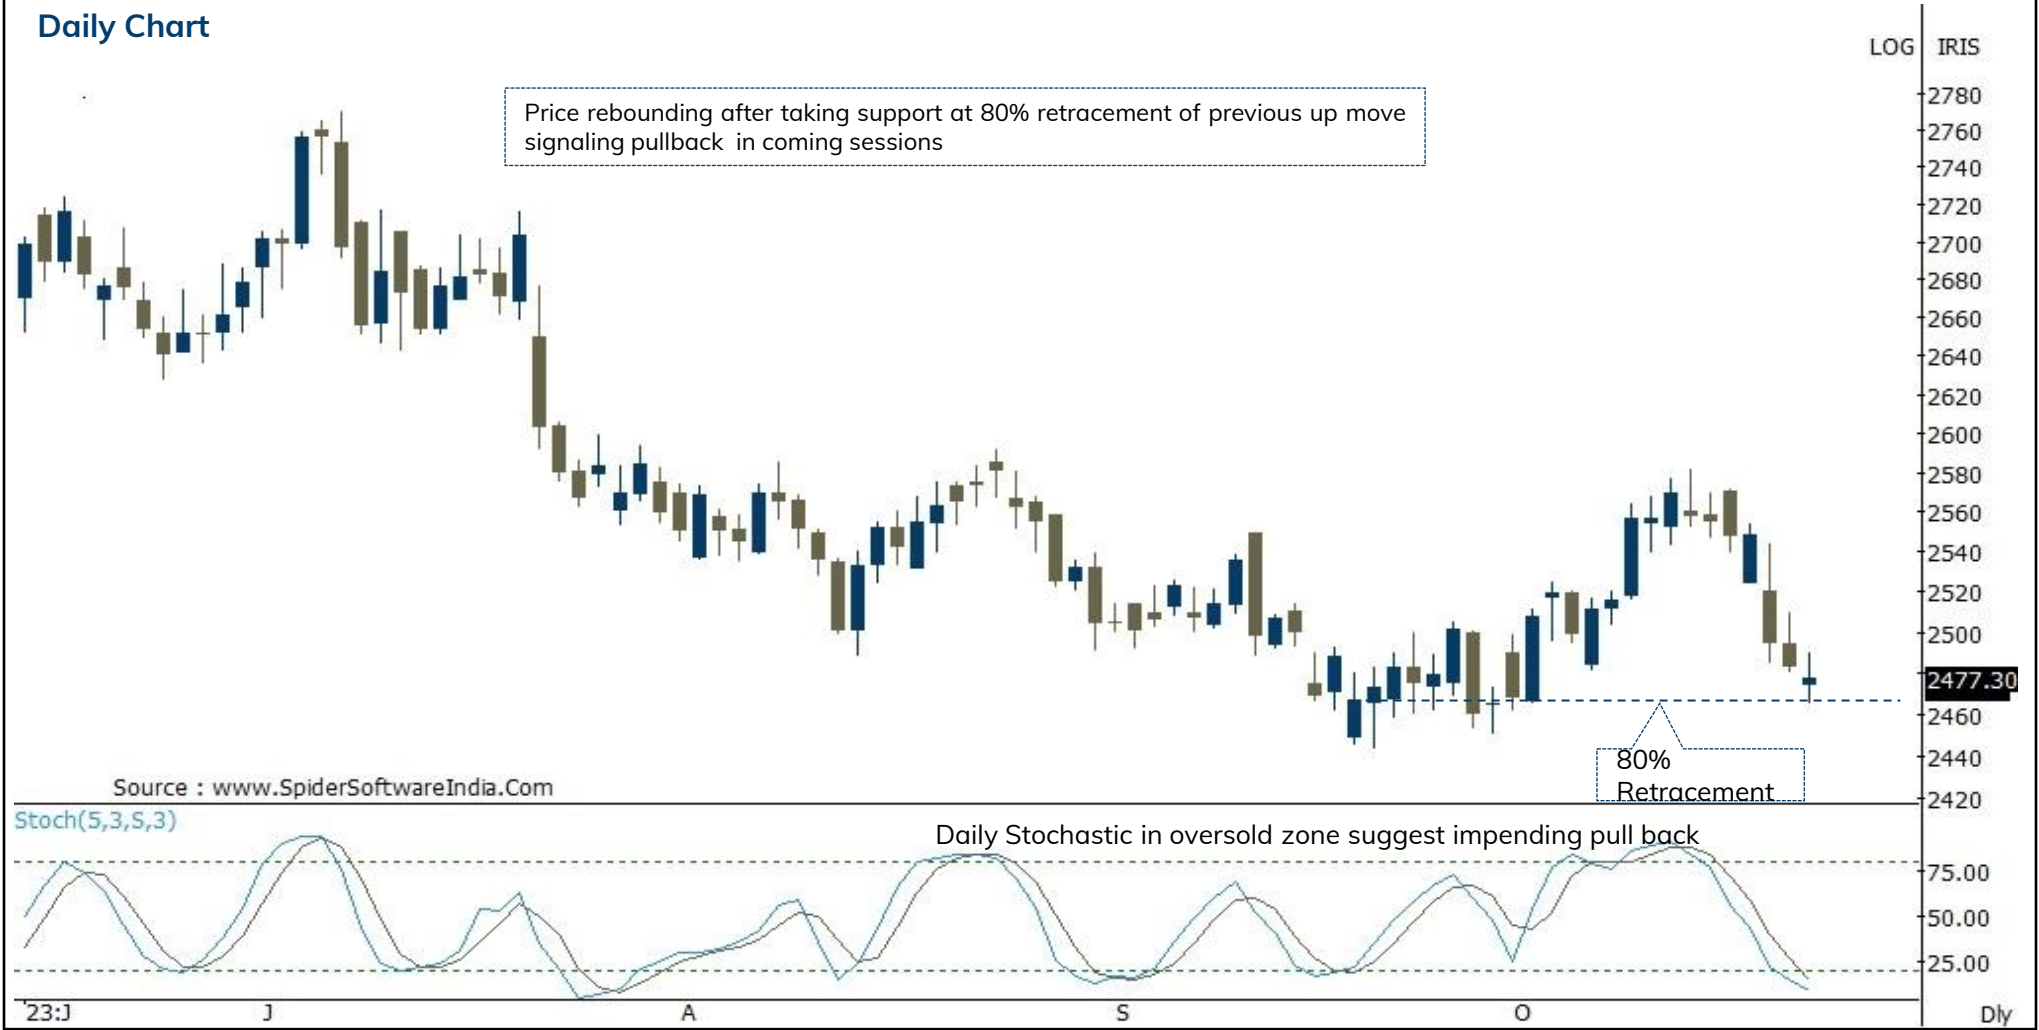 Daily Chart
LOG IRIS
Price rebounding after taking support at 80% retracement of previous up move
signaling pullback in coming sessions
2780
2760
2740
2720
2700
2680
2660
2640
2620
2600
2580
2560
2540
2520
2500
2477.30
2460
2440
2420
80%
Retracement
Source : www.SpiderSoftwareIndia.Com
Stoch(5,3,S,3)
Daily Stochastic in oversold zone suggest impending pull back
75.00
50.00
25.00
'23:J J A S O Dly